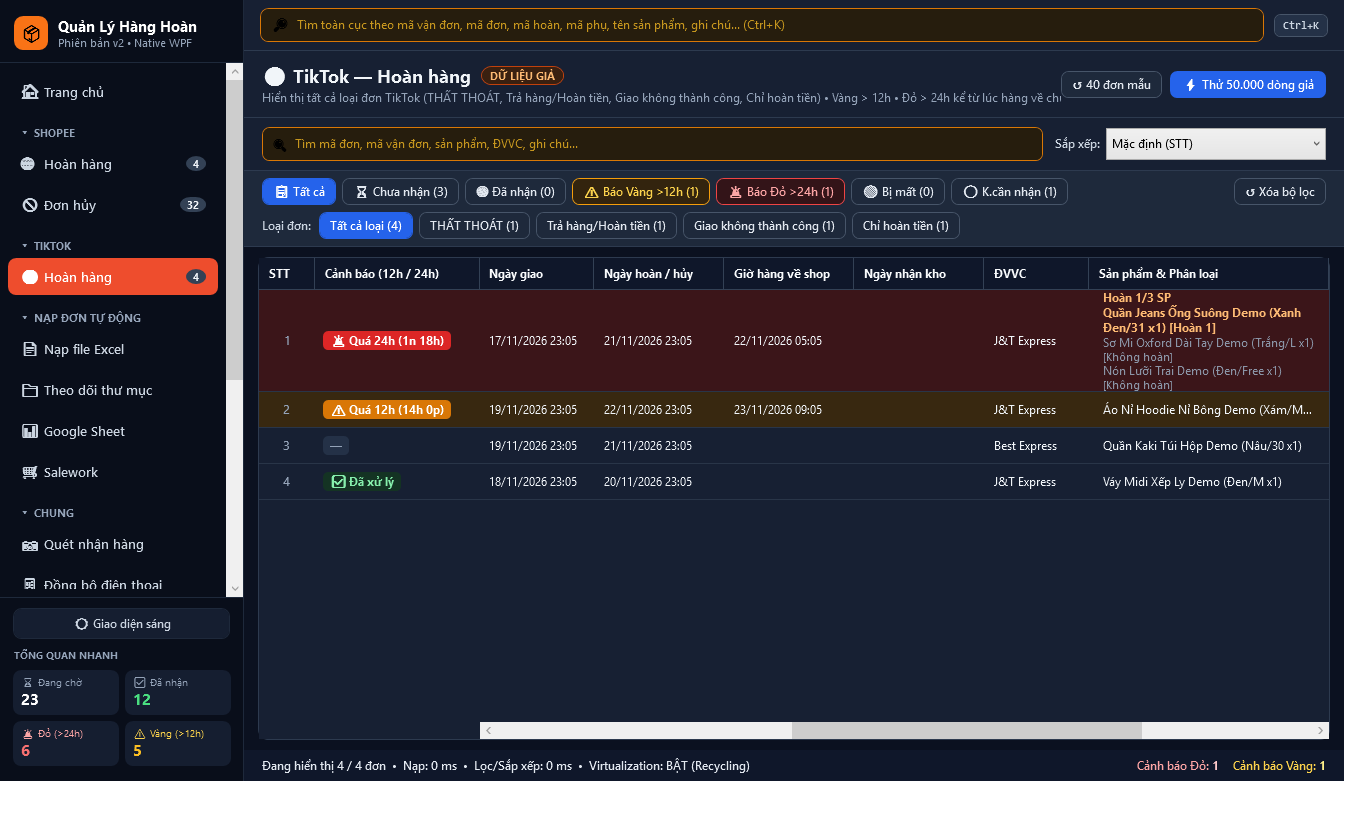 Quản Lý Hàng Hoàn
Phiên bản v2 • Native WPF
Trang chủ
SHOPEE
Hoàn hàng 4
Đơn hủy 32
TIKTOK
Hoàn hàng 4
NẠP ĐƠN TỰ ĐỘNG
Nạp file Excel
Theo dõi thư mục
Google Sheet
Salework
CHUNG
Quét nhận hàng
Đồng bộ điện thoại
Giao diện sáng
TỔNG QUAN NHANH
Đang chờ
23
Đã nhận
12
Đỏ (>24h)
6
Vàng (>12h)
5
Tìm toàn cục theo mã vận đơn, mã đơn, mã hoàn, mã phụ, tên sản phẩm, ghi chú... (Ctrl+K)
Ctrl+K
TikTok — Hoàn hàng DỮ LIỆU GIẢ
Hiển thị tất cả loại đơn TikTok (THẤT THOÁT, Trả hàng/Hoàn tiền, Giao không thành công, Chỉ hoàn tiền) • Vàng > 12h • Đỏ > 24h kể từ lúc hàng về
↺ 40 đơn mẫu
Thử 50.000 dòng giả
Tìm mã đơn, mã vận đơn, sản phẩm, ĐVVC, ghi chú...
Sắp xếp: Mặc định (STT)
Tất cả
Chưa nhận (3)
Đã nhận (0)
Báo Vàng >12h (1)
Báo Đỏ >24h (1)
Bị mất (0)
K.cần nhận (1)
↺ Xóa bộ lọc
Loại đơn: Tất cả loại (4) THẤT THOÁT (1) Trả hàng/Hoàn tiền (1) Giao không thành công (1) Chỉ hoàn tiền (1)
STT Cảnh báo (12h / 24h) Ngày giao Ngày hoàn / hủy Giờ hàng về shop Ngày nhận kho ĐVVC Sản phẩm & Phân loại
1 Quá 24h (1n 18h) 17/11/2026 23:05 21/11/2026 23:05 22/11/2026 05:05 J&T Express
Hoàn 1/3 SP
Quần Jeans Ống Suông Demo (Xanh
Đen/31 x1) [Hoàn 1]
Sơ Mi Oxford Dài Tay Demo (Trắng/L x1)
[Không hoàn]
Nón Lưỡi Trai Demo (Đen/Free x1)
[Không hoàn]
2 Quá 12h (14h 0p) 19/11/2026 23:05 22/11/2026 23:05 23/11/2026 09:05 J&T Express Áo Nỉ Hoodie Nỉ Bông Demo (Xám/M...
3 — 19/11/2026 23:05 21/11/2026 23:05 Best Express Quần Kaki Túi Hộp Demo (Nâu/30 x1)
4 Đã xử lý 18/11/2026 23:05 20/11/2026 23:05 J&T Express Váy Midi Xếp Ly Demo (Đen/M x1)
Đang hiển thị 4 / 4 đơn • Nạp: 0 ms • Lọc/Sắp xếp: 0 ms • Virtualization: BẬT (Recycling)
Cảnh báo Đỏ: 1 Cảnh báo Vàng: 1